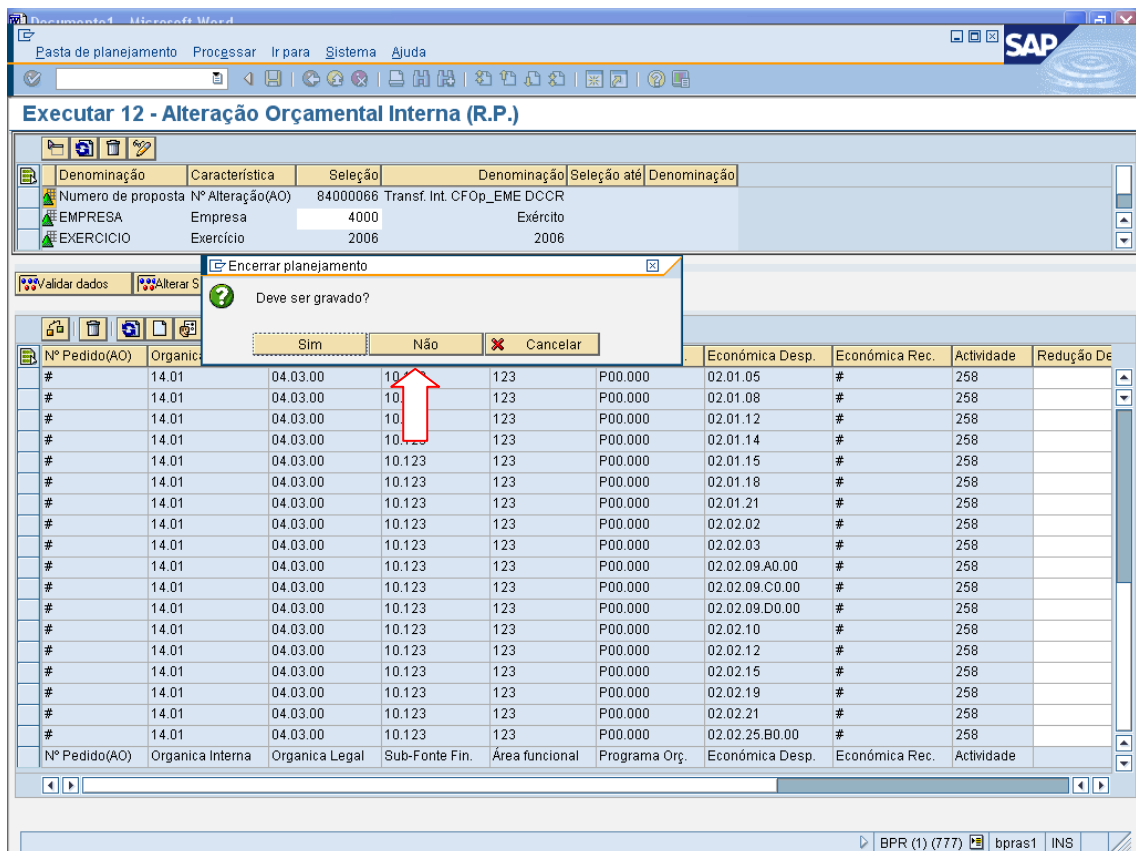 Documento1 - Microsoft Word
Pasta de planejamento Processar Ir para Sistema Ajuda
SAP
Executar 12 - Alteração Orçamental Interna (R.P.)
Denominação Característica Seleção Denominação Seleção até Denominação
Numero de proposta Nº Alteração(AO) 84000066 Transf. Int. CFOp_EME DCCR
EMPRESA Empresa 4000 Exército
EXERCICIO Exercício 2006 2006
Encerrar planejamento
Validar dados Alterar S
Deve ser gravado?
Sim Não Cancelar
Nº Pedido(AO) Organica Económica Desp. Económica Rec. Actividade Redução De
# 14.01 04.03.00 10.123 123 P00.000 02.01.05 # 258
# 14.01 04.03.00 10. 123 P00.000 02.01.08 # 258
# 14.01 04.03.00 10. 123 P00.000 02.01.12 # 258
# 14.01 04.03.00 10. 123 P00.000 02.01.14 # 258
# 14.01 04.03.00 10.123 123 P00.000 02.01.15 # 258
# 14.01 04.03.00 10.123 123 P00.000 02.01.18 # 258
# 14.01 04.03.00 10.123 123 P00.000 02.01.21 # 258
# 14.01 04.03.00 10.123 123 P00.000 02.02.02 # 258
# 14.01 04.03.00 10.123 123 P00.000 02.02.03 # 258
# 14.01 04.03.00 10.123 123 P00.000 02.02.09.A0.00 # 258
# 14.01 04.03.00 10.123 123 P00.000 02.02.09.C0.00 # 258
# 14.01 04.03.00 10.123 123 P00.000 02.02.09.D0.00 # 258
# 14.01 04.03.00 10.123 123 P00.000 02.02.10 # 258
# 14.01 04.03.00 10.123 123 P00.000 02.02.12 # 258
# 14.01 04.03.00 10.123 123 P00.000 02.02.15 # 258
# 14.01 04.03.00 10.123 123 P00.000 02.02.19 # 258
# 14.01 04.03.00 10.123 123 P00.000 02.02.21 # 258
# 14.01 04.03.00 10.123 123 P00.000 02.02.25.B0.00 # 258
Nº Pedido(AO) Organica Interna Organica Legal Sub-Fonte Fin. Área funcional Programa Orç. Económica Desp. Económica Rec. Actividade
BPR (1) (777) bpras1 INS